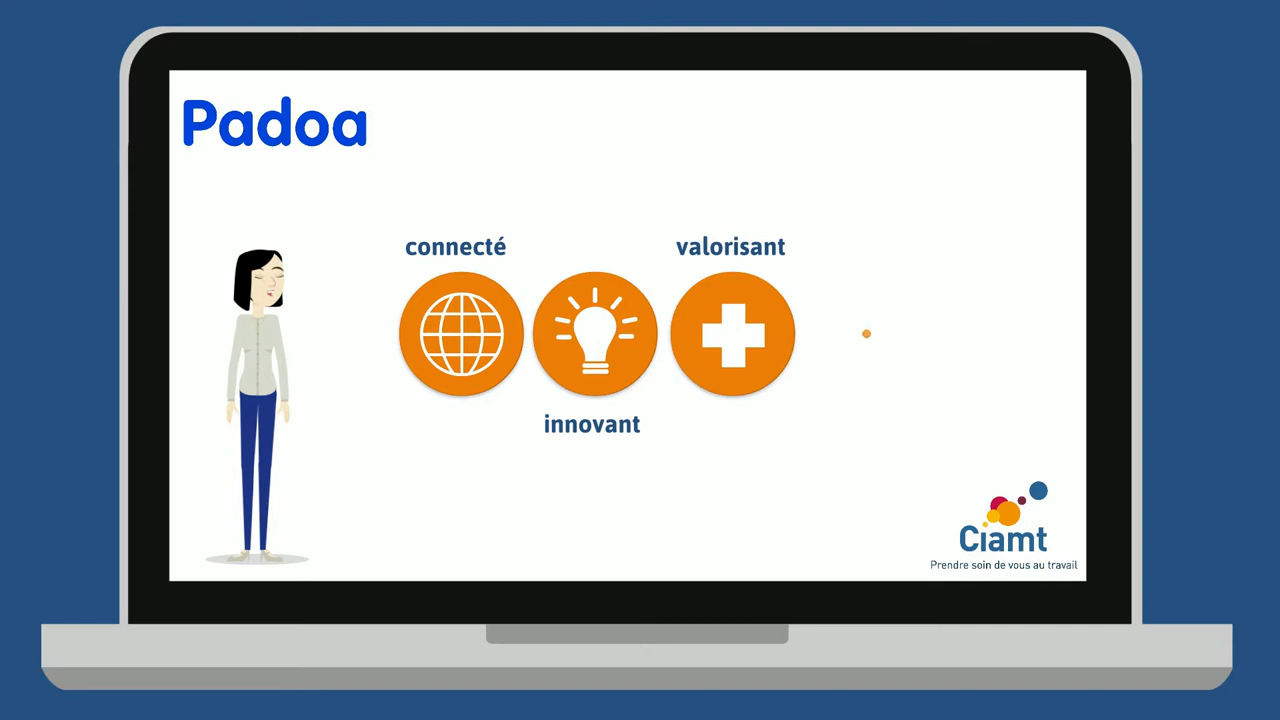 Padoa
connecté
valorisant
innovant
Ciamt
Prendre soin de vous au travail